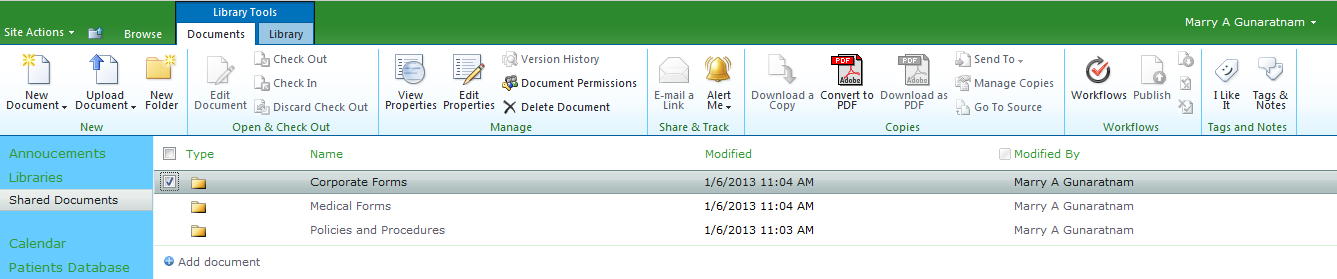 Library Tools
Site Actions Browse Documents Library Marry A Gunaratnam
New Document
Upload Document
New Folder
New
Edit Document
Check Out
Check In
Discard Check Out
Open & Check Out
View Properties
Edit Properties
Version History
Document Permissions
Delete Document
Manage
E-mail a Link
Alert Me
Share & Track
Download a Copy
PDF Adobe
Convert to PDF
PDF Adobe
Download as PDF
Send To
Manage Copies
Go To Source
Copies
Workflows
Publish
Workflows
I Like It
Tags & Notes
Tags and Notes
Annoucements
Libraries
Shared Documents
Calendar
Patients Database
Type Name Modified Modified By
Corporate Forms 1/6/2013 11:04 AM Marry A Gunaratnam
Medical Forms 1/6/2013 11:04 AM Marry A Gunaratnam
Policies and Procedures 1/6/2013 11:03 AM Marry A Gunaratnam
Add document